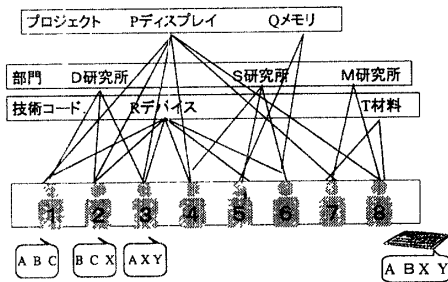 プロジェクト Pディスプレイ Qメモリ
部門 D研究所 S研究所 M研究所
技術コード Rデバイス T材料
1 2 3 4 5 6 7 8
A B C B C X A X Y A B X Y